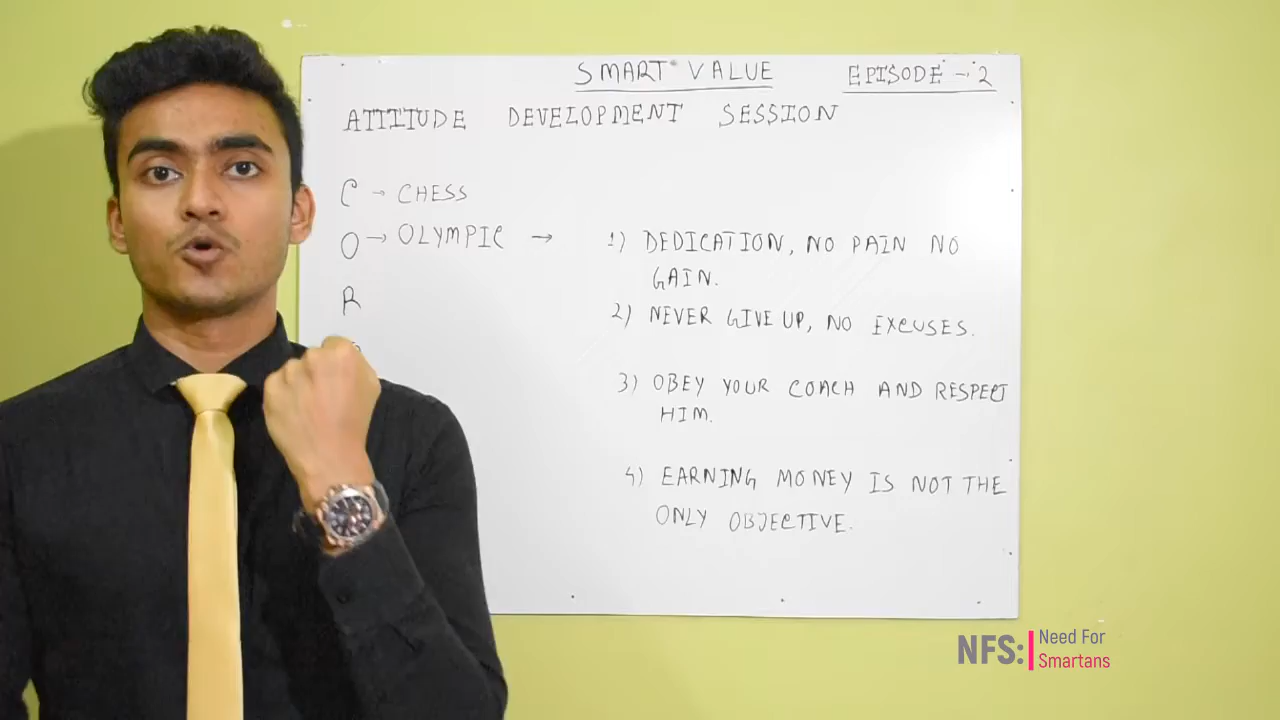 SMART VALUE
EPISODE - 2
ATTITUDE DEVELOPMENT SESSION
C → CHESS
O → OLYMPIC →
1) DEDICATION, NO PAIN NO
GAIN.
R
2) NEVER GIVE UP, NO EXCUSES.
3) OBEY YOUR COACH AND RESPECT
HIM.
4) EARNING MONEY IS NOT THE
ONLY OBJECTIVE.
NFS:
Need For
Smartans